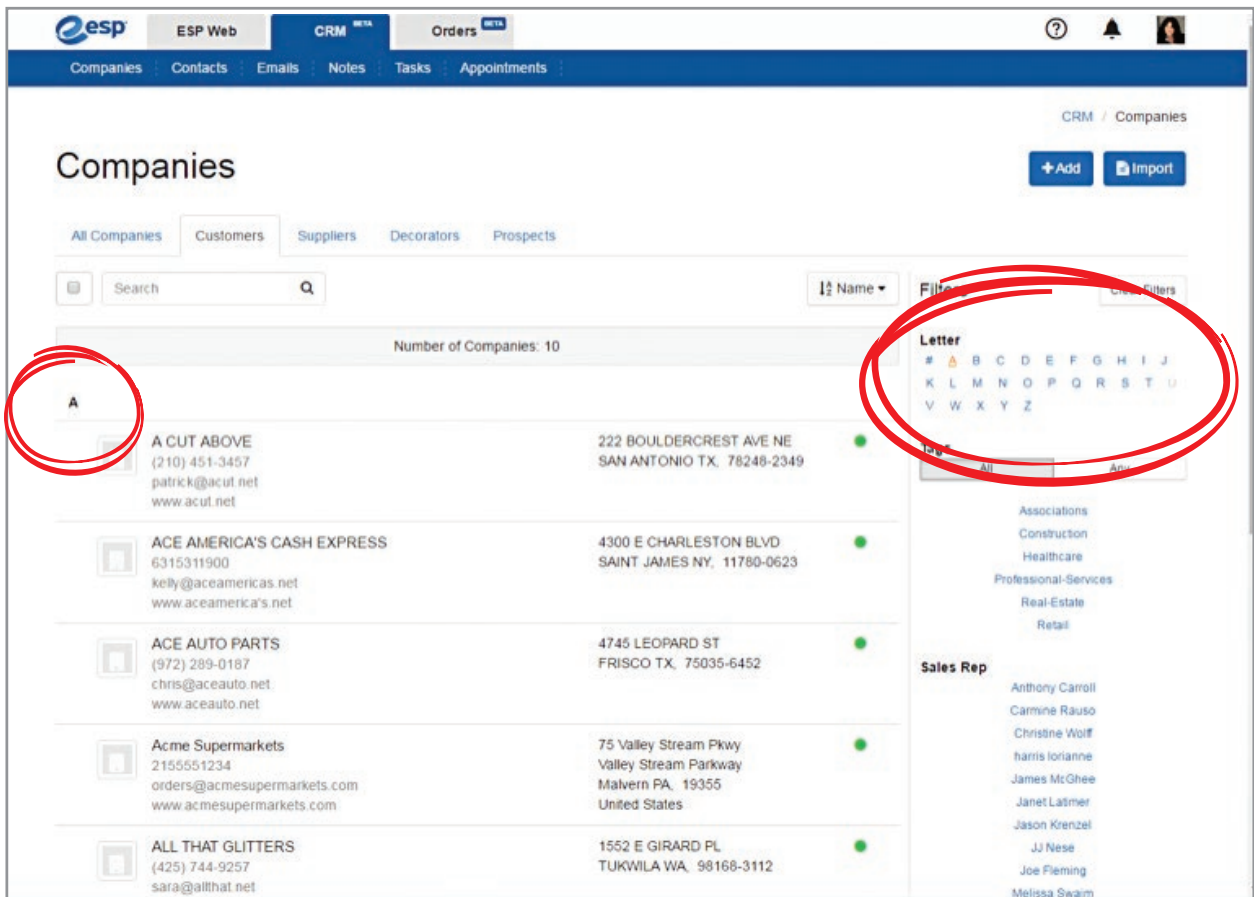 esp
ESP Web CRM BETA Orders BETA
Companies Contacts Emails Notes Tasks Appointments
CRM / Companies
Companies
+Add Import
All Companies Customers Suppliers Decorators Prospects
Search Name
Number of Companies: 10
A
A CUT ABOVE
(210) 451-3457
patrick@acut.net
www.acut.net
222 BOULDERCREST AVE NE
SAN ANTONIO TX, 78248-2349
ACE AMERICA'S CASH EXPRESS
6315311900
kelly@aceamericas.net
www.aceamerica's.net
4300 E CHARLESTON BLVD
SAINT JAMES NY, 11780-0623
ACE AUTO PARTS
(972) 289-0187
chris@aceauto.net
www.aceauto.net
4745 LEOPARD ST
FRISCO TX, 75035-6452
Acme Supermarkets
2155551234
orders@acmesupermarkets.com
www.acmesupermarkets.com
75 Valley Stream Pkwy
Valley Stream Parkway
Malvern PA, 19355
United States
ALL THAT GLITTERS
(425) 744-9257
sara@allthat.net
1552 E GIRARD PL
TUKWILA WA, 98168-3112
Filters Clear Filters
Letter
# A B C D E F G H I J
K L M N O P Q R S T U
V W X Y Z
Tags
All Any
Associations
Construction
Healthcare
Professional-Services
Real-Estate
Retail
Sales Rep
Anthony Carroll
Carmine Rauso
Christine Wolff
harris lorianne
James McGhee
Janet Latimer
Jason Krenzel
JJ Nese
Joe Fleming
Melissa Swaim